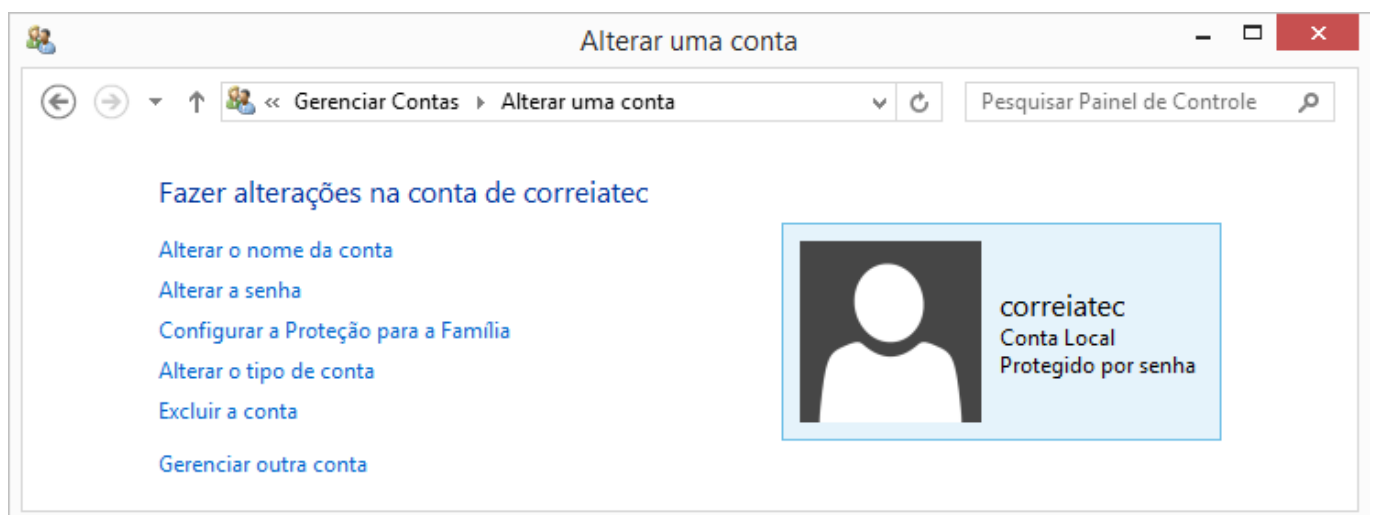 Alterar uma conta
« Gerenciar Contas Alterar uma conta
Pesquisar Painel de Controle
Fazer alterações na conta de correiatec
Alterar o nome da conta
Alterar a senha
Configurar a Proteção para a Família
Alterar o tipo de conta
Excluir a conta
Gerenciar outra conta
correiatec
Conta Local
Protegido por senha